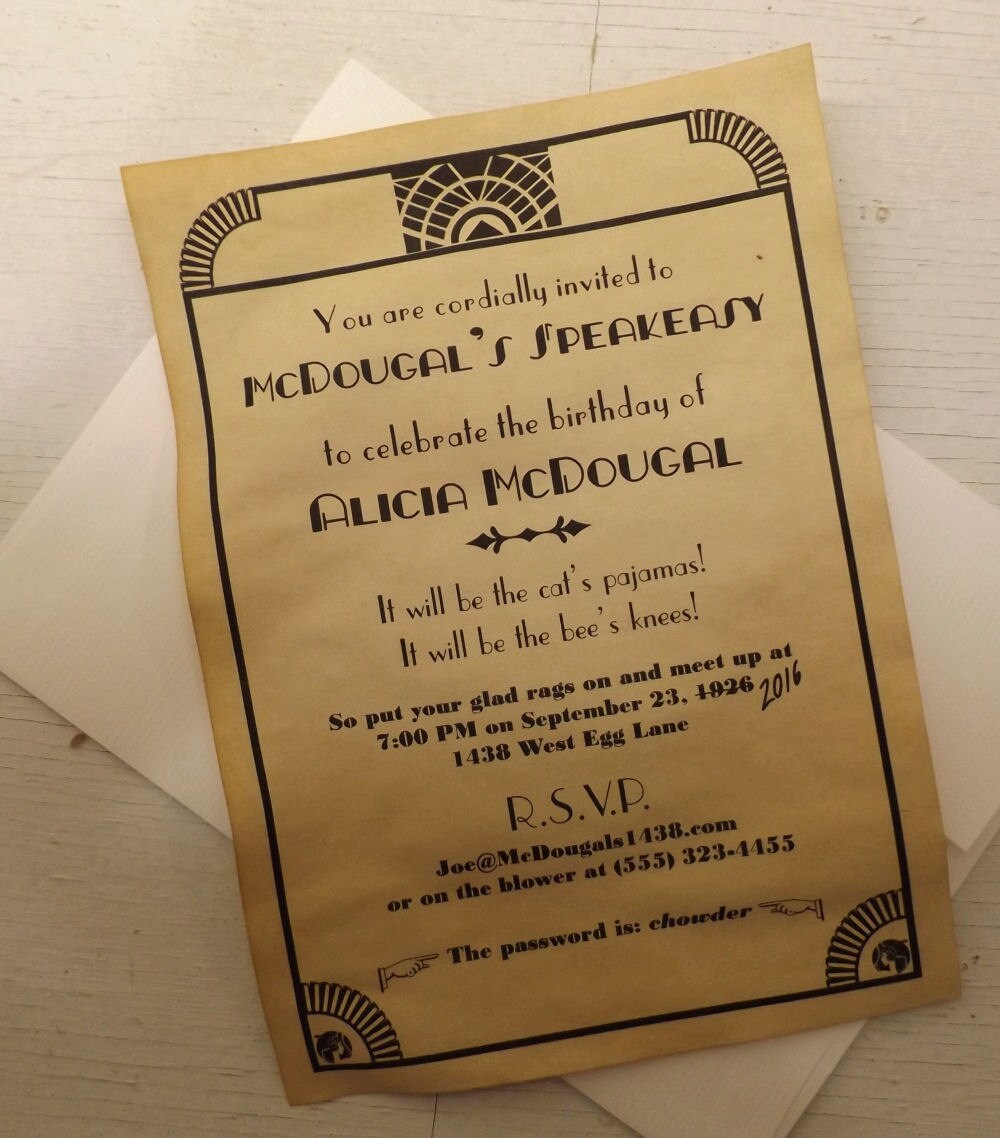 You are cordially invited to
McDOUGAL'S SPEAKEASY
to celebrate the birthday of
ALICIA McDOUGAL
It will be the cat's pajamas!
It will be the bee's knees!
So put your glad rags on and meet up at
7:00 PM on September 23, 1926 2016
1438 West Egg Lane
R.S.V.P.
Joe@McDougals1438.com
or on the blower at (555) 323-4455
The password is: chowder